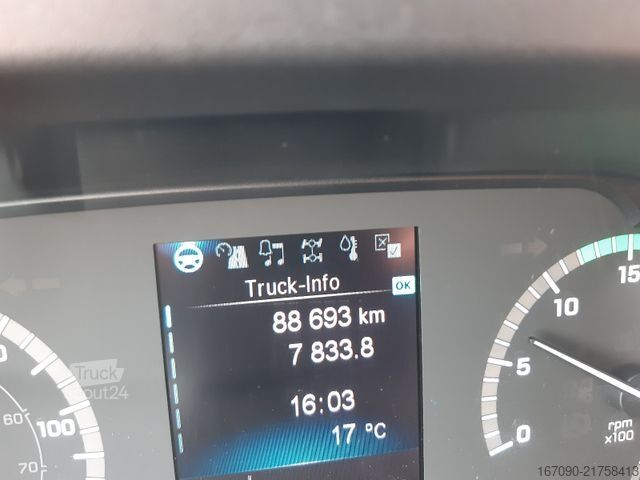 Truck-Info
OK
88 693 km
7 833.8
16:03
17 °C
Truck
Scout24
100
60
70
0
5
10
15
rpm
x100
167090-21758413